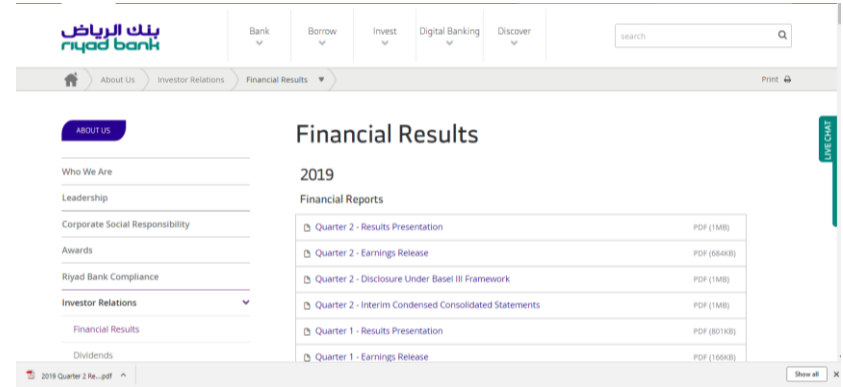 بنك الرياض
riyad bank
Bank
Borrow
Invest
Digital Banking
Discover
search
About Us
Investor Relations
Financial Results
Print
ABOUT US
Who We Are
Leadership
Corporate Social Responsibility
Awards
Riyad Bank Compliance
Investor Relations
Financial Results
Dividends
Financial Results
2019
Financial Reports
Quarter 2 - Results Presentation PDF (1MB)
Quarter 2 - Earnings Release PDF (684KB)
Quarter 2 - Disclosure Under Basel III Framework PDF (1MB)
Quarter 2 - Interim Condensed Consolidated Statements PDF (1MB)
Quarter 1 - Results Presentation PDF (801KB)
Quarter 1 - Earnings Release PDF (166KB)
LIVE CHAT
2019 Quarter 2 Re....pdf
Show all